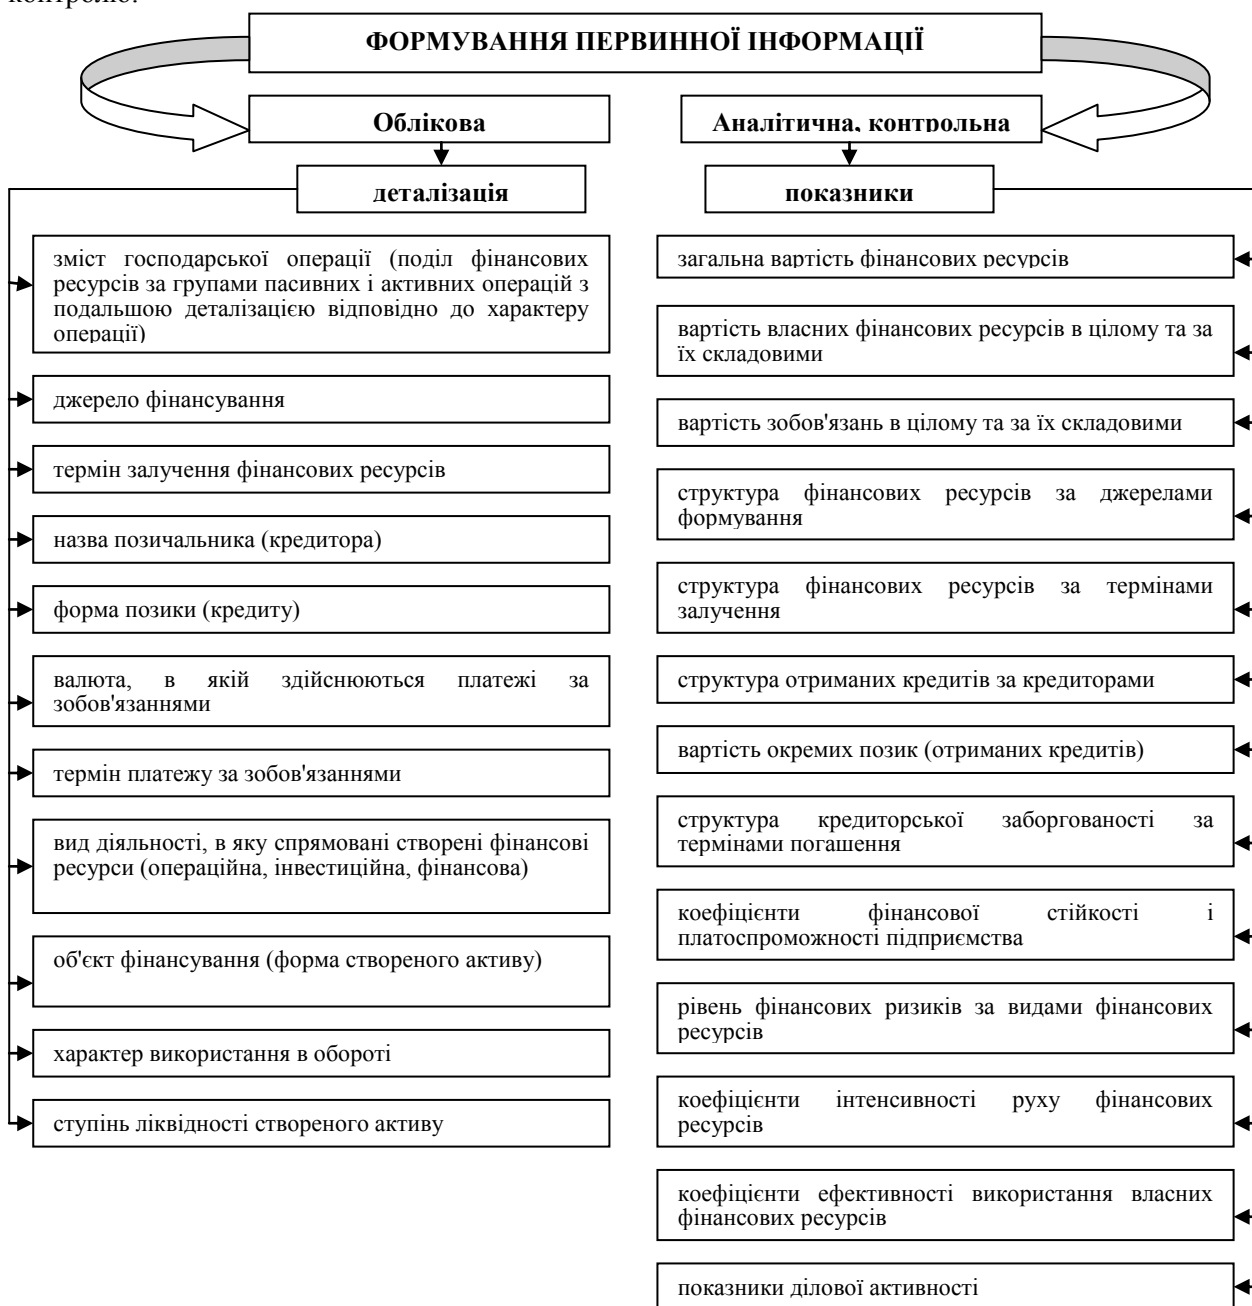 контролю.
ФОРМУВАННЯ ПЕРВИННОЇ ІНФОРМАЦІЇ
Облікова
Аналітична, контрольна
деталізація
показники
зміст господарської операції (поділ фінансових
ресурсів за групами пасивних і активних операцій з
подальшою деталізацією відповідно до характеру
операції)
джерело фінансування
термін залучення фінансових ресурсів
назва позичальника (кредитора)
форма позики (кредиту)
валюта, в якій здійснюються платежі за
зобов'язаннями
термін платежу за зобов'язаннями
вид діяльності, в яку спрямовані створені фінансові
ресурси (операційна, інвестиційна, фінансова)
об'єкт фінансування (форма створеного активу)
характер використання в обороті
ступінь ліквідності створеного активу
загальна вартість фінансових ресурсів
вартість власних фінансових ресурсів в цілому та за
їх складовими
вартість зобов'язань в цілому та за їх складовими
структура фінансових ресурсів за джерелами
формування
структура фінансових ресурсів за термінами
залучення
структура отриманих кредитів за кредиторами
вартість окремих позик (отриманих кредитів)
структура кредиторської заборгованості за
термінами погашення
коефіцієнти фінансової стійкості і
платоспроможності підприємства
рівень фінансових ризиків за видами фінансових
ресурсів
коефіцієнти інтенсивності руху фінансових
ресурсів
коефіцієнти ефективності використання власних
фінансових ресурсів
показники ділової активності